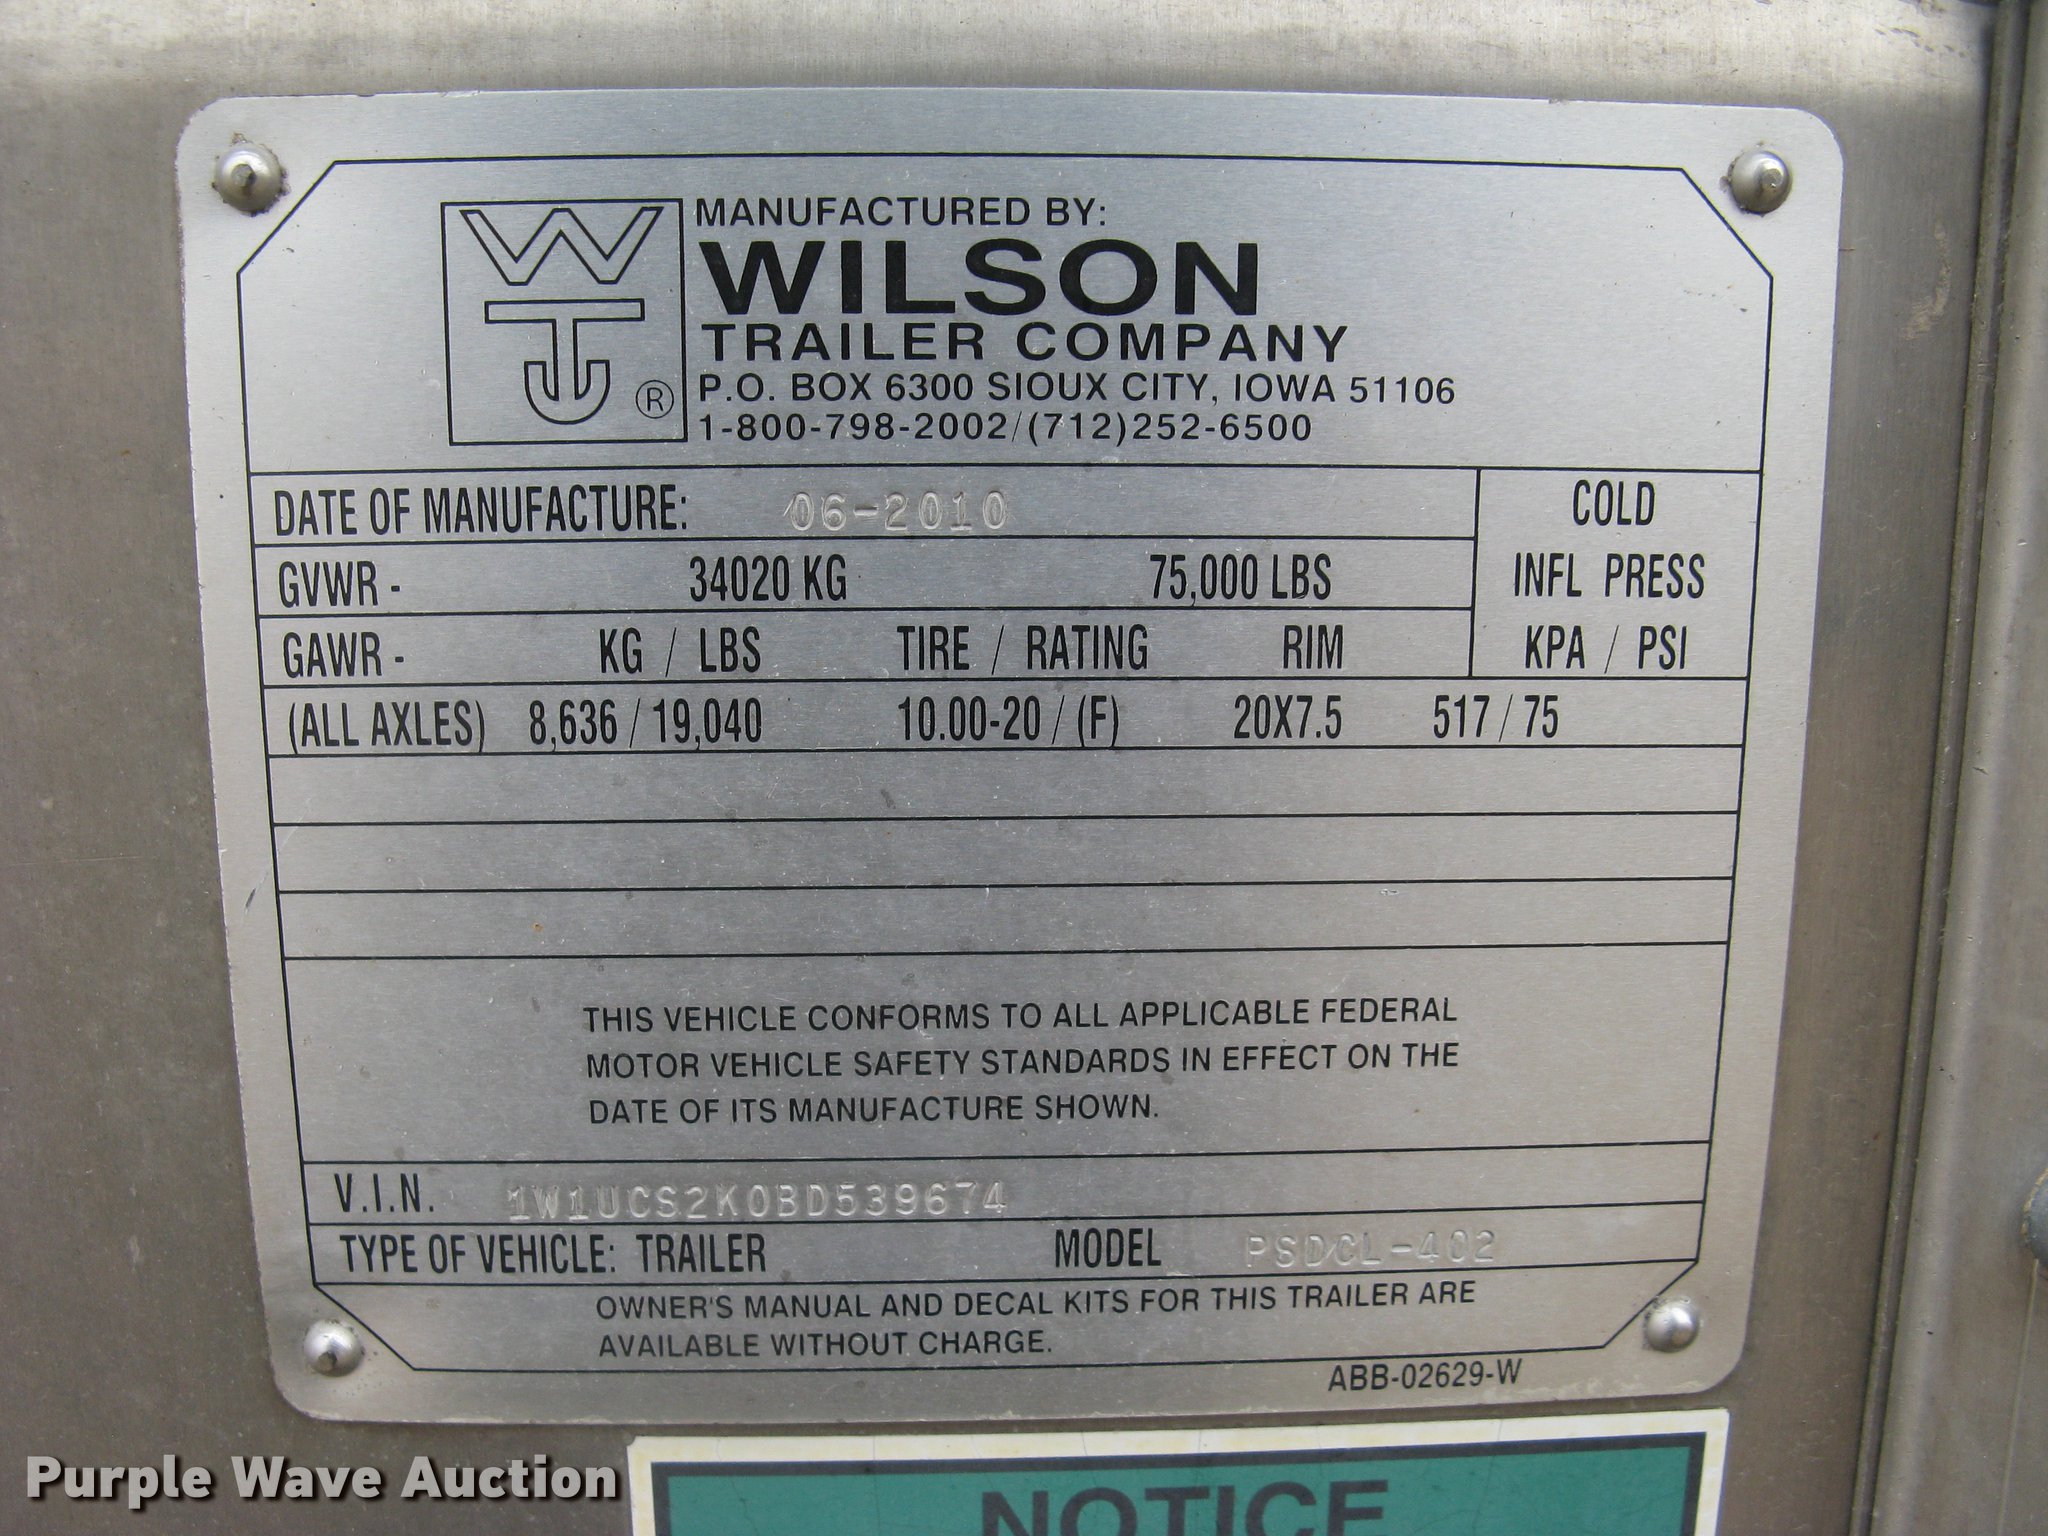 WT
®
MANUFACTURED BY:
WILSON
TRAILER COMPANY
P.O. BOX 6300 SIOUX CITY, IOWA 51106
1-800-798-2002/(712)252-6500
DATE OF MANUFACTURE: 06-2010
COLD
INFL PRESS
KPA / PSI
GVWR - 34020 KG 75,000 LBS
GAWR - KG / LBS TIRE / RATING RIM
(ALL AXLES) 8,636 / 19,040 10.00-20 / (F) 20X7.5 517 / 75
THIS VEHICLE CONFORMS TO ALL APPLICABLE FEDERAL
MOTOR VEHICLE SAFETY STANDARDS IN EFFECT ON THE
DATE OF ITS MANUFACTURE SHOWN.
V.I.N. 1W1UCS2K0BD539674
TYPE OF VEHICLE: TRAILER MODEL PSDCL-402
OWNER'S MANUAL AND DECAL KITS FOR THIS TRAILER ARE
AVAILABLE WITHOUT CHARGE.
ABB-02629-W
NOTICE
Purple Wave Auction